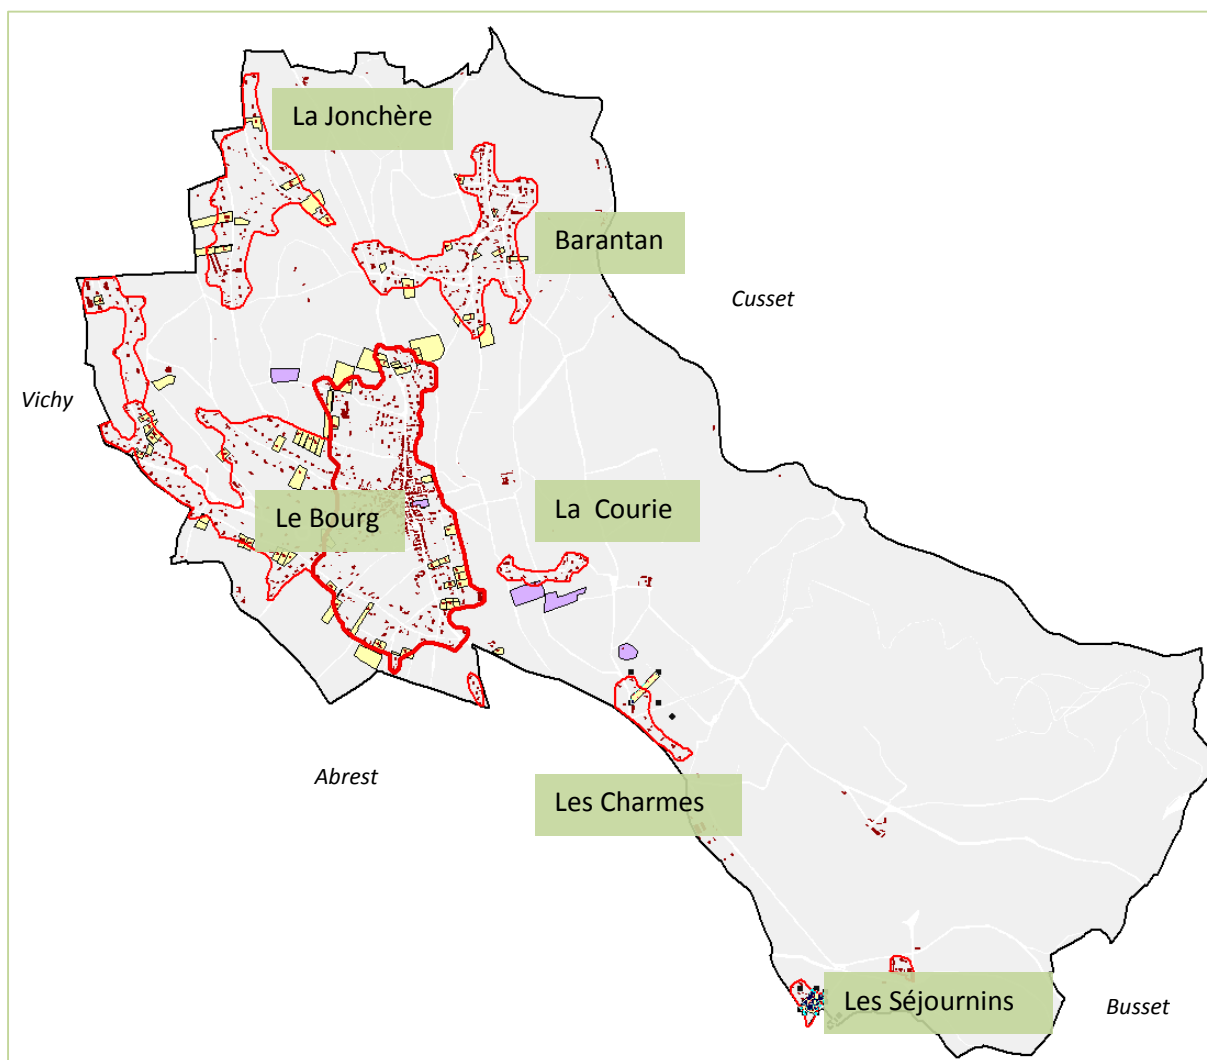 La Jonchère
Barantan
Cusset
Vichy
Le Bourg
La  Courie
Abrest
Les Charmes
Les Séjournins
Busset